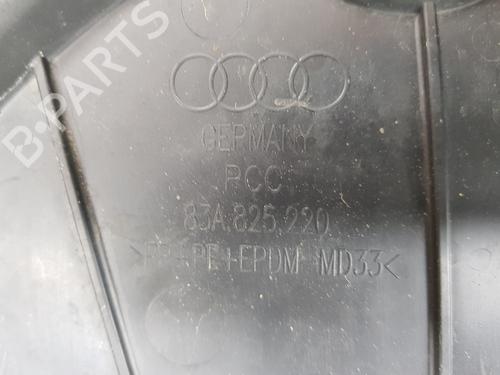 B-PARTS
GERMANY
PCC
83A.825.220
>PP+PE+EPDM-MD33<